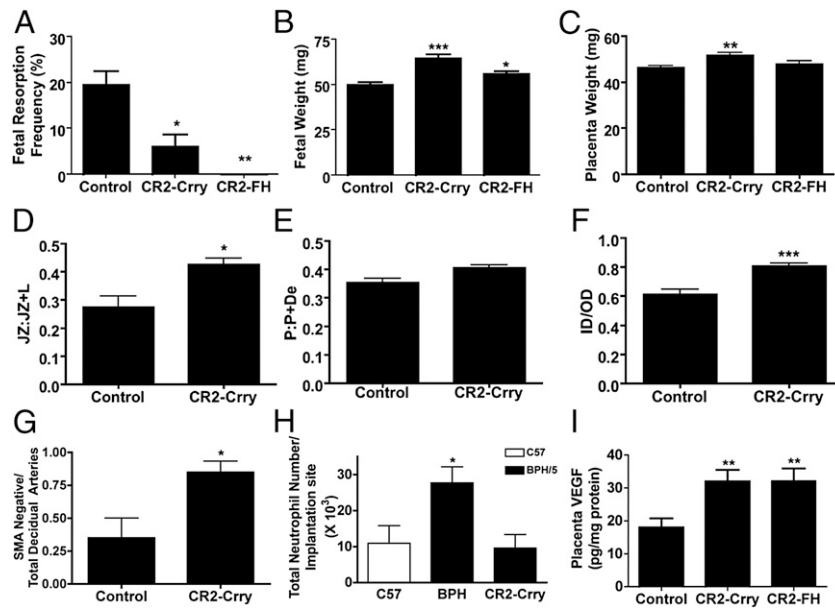 A
Fetal Resorption
Frequency (%)
30
20
10
0
*
**
Control
CR2-Crry
CR2-FH
B
Fetal Weight (mg)
75
50
25
0
***
*
Control
CR2-Crry
CR2-FH
C
Placenta Weight (mg)
60
40
20
0
**
Control
CR2-Crry
CR2-FH
D
JZ:JZ+L
0.5
0.4
0.3
0.2
0.1
0.0
*
Control
CR2-Crry
E
P:P+De
0.5
0.4
0.3
0.2
0.1
0.0
Control
CR2-Crry
F
ID/OD
1.0
0.8
0.6
0.4
0.2
0.0
***
Control
CR2-Crry
G
SMA Negative/
Total Decidual Arteries
1.00
0.75
0.50
0.25
0.00
*
Control
CR2-Crry
H
Total Neutrophil Number/
Implantation site
(X 10³)
30
20
10
0
*
C57
BPH/5
C57
BPH
CR2-Crry
I
Placenta VEGF
(pg/mg protein)
40
30
20
10
0
**
**
Control
CR2-Crry
CR2-FH